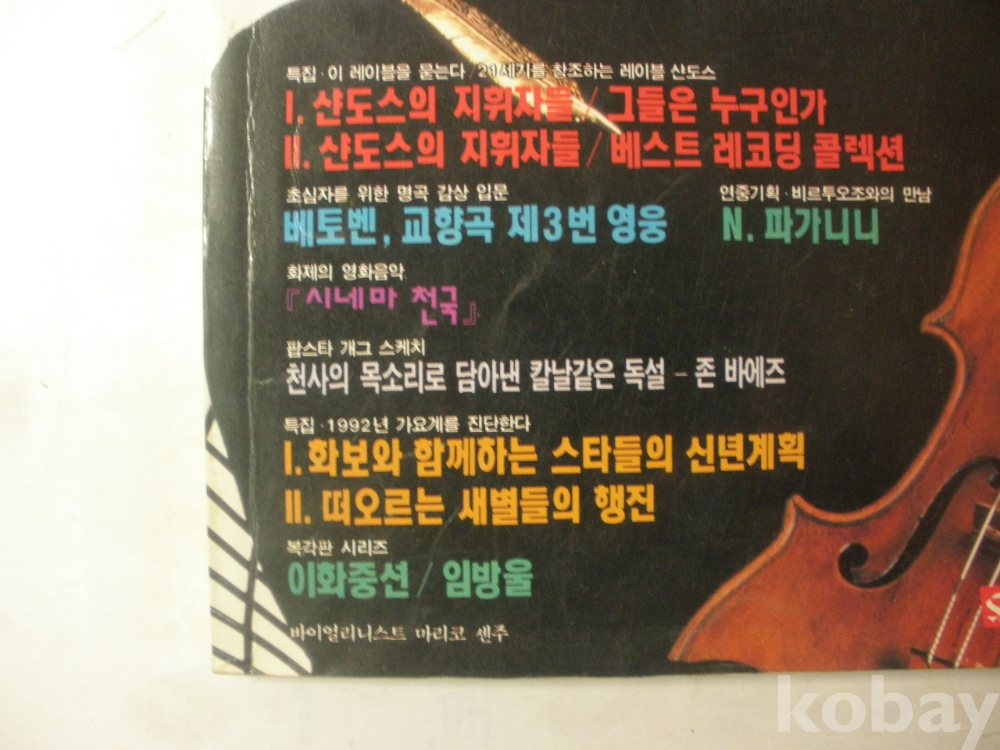 특집·이 레이블을 묻는다/21세기를 창조하는 레이블 샨도스
I. 샨도스의 지휘자들/그들은 누구인가
II. 샨도스의 지휘자들/베스트 레코딩 콜렉션
초심자를 위한 명곡 감상 입문
베토벤, 교향곡 제3번 영웅
연중기획·비르투오조와의 만남
N. 파가니니
화제의 영화음악
『시네마 천국』
팝스타 개그 스케치
천사의 목소리로 담아낸 칼날같은 독설 – 존 바에즈
특집·1992년 가요계를 진단한다
I. 화보와 함께하는 스타들의 신년계획
II. 떠오르는 새별들의 행진
복각판 시리즈
이화중선/임방울
바이얼리니스트 마리코 센주
kobay